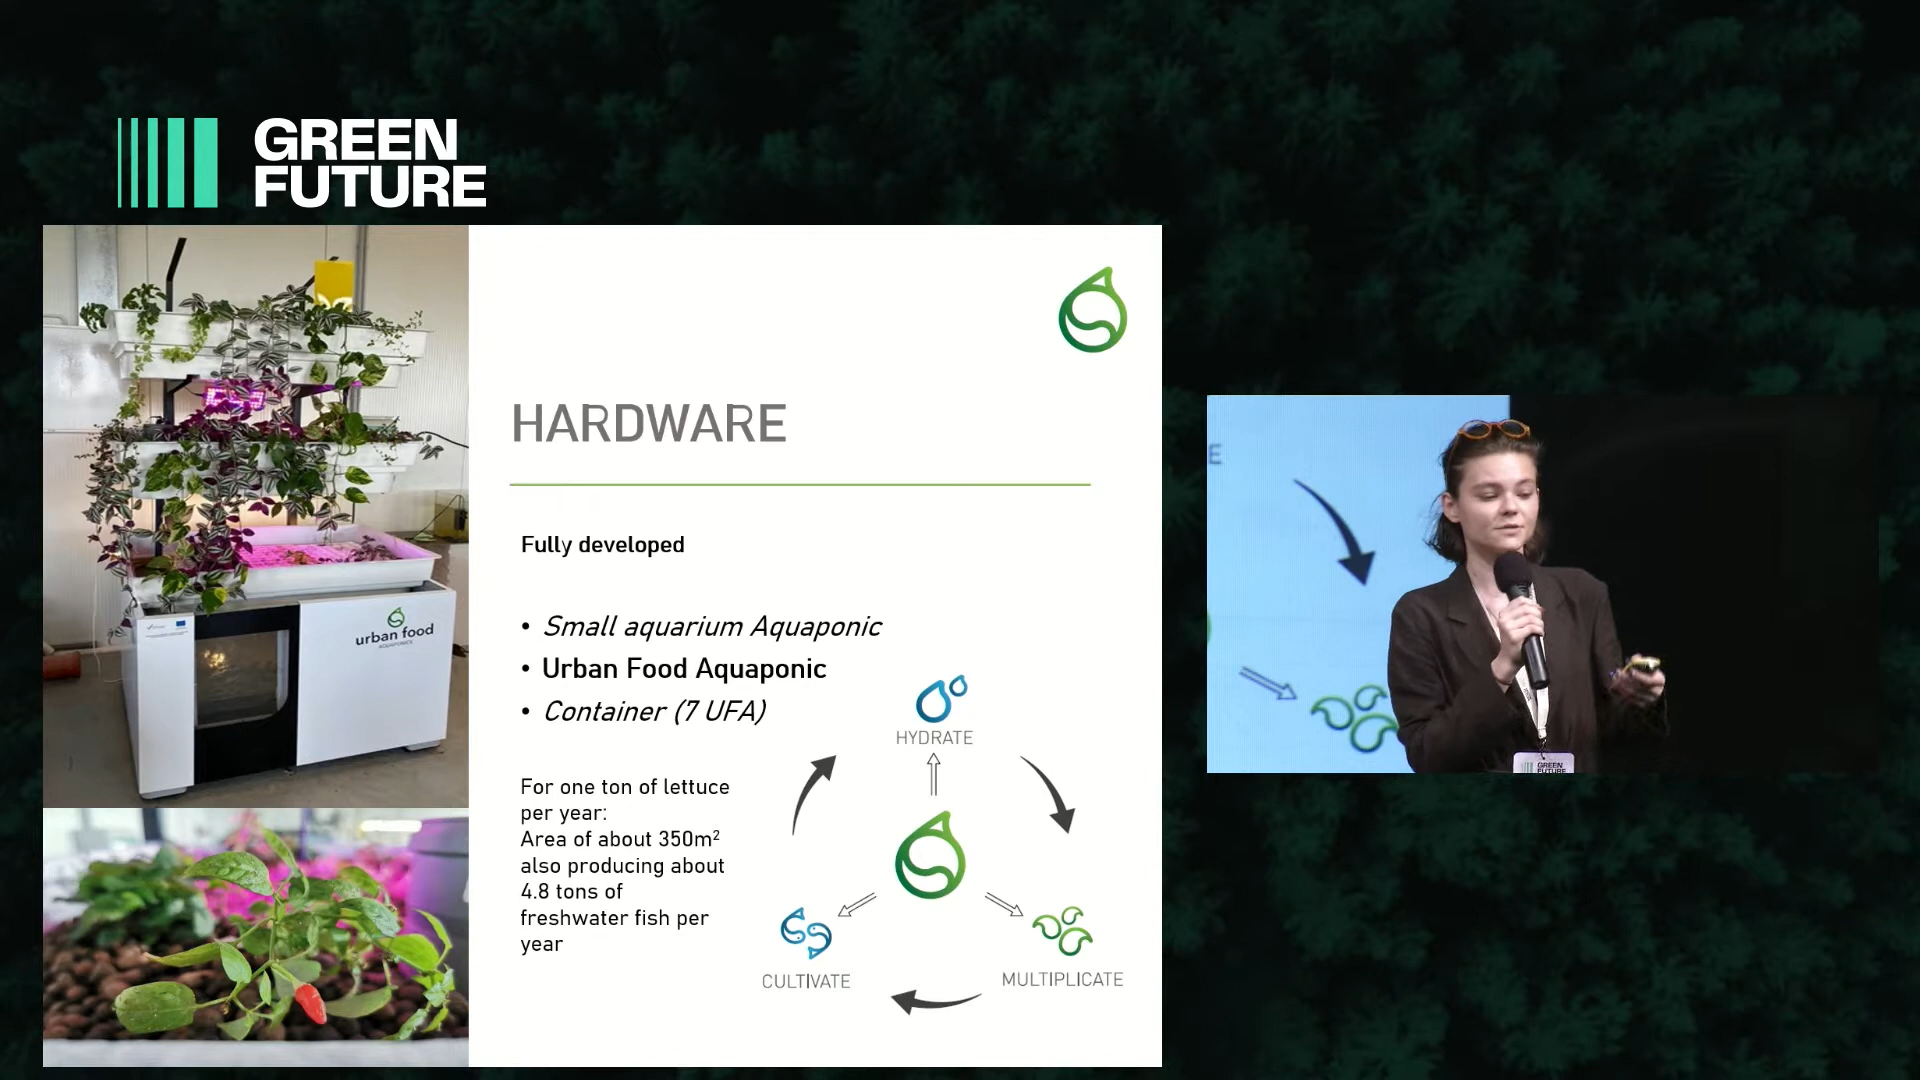 GREEN
FUTURE
HARDWARE
Fully developed
• Small aquarium Aquaponic
• Urban Food Aquaponic
• Container (7 UFA)
For one ton of lettuce
per year:
Area of about 350m²
also producing about
4.8 tons of
freshwater fish per
year
HYDRATE
CULTIVATE
MULTIPLICATE
urban food
AQUAPONICS
E
GREEN
FUTURE